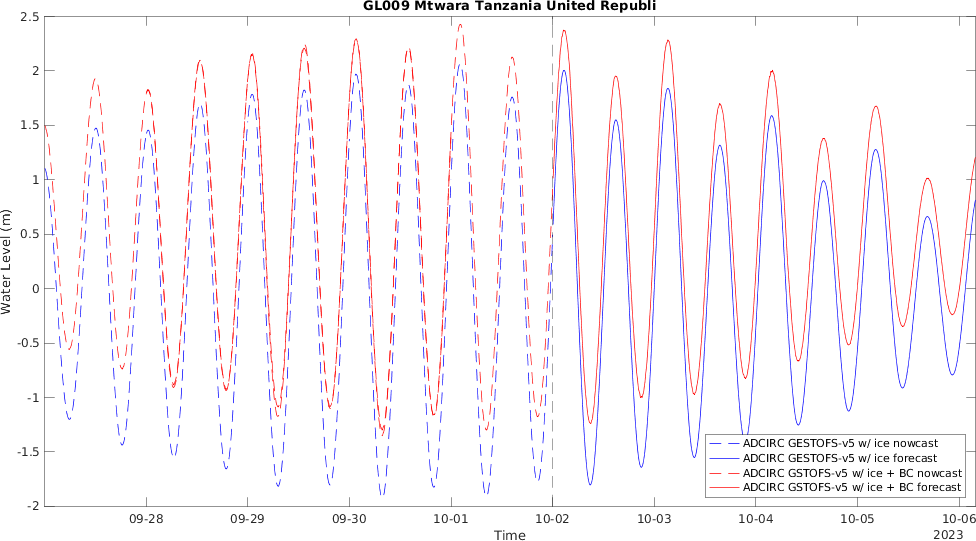 GL009 Mtwara Tanzania United Republi
2.5
2
1.5
1
0.5
0
-0.5
-1
-1.5
-2
Water Level (m)
ADCIRC GESTOFS-v5 w/ ice nowcast
ADCIRC GESTOFS-v5 w/ ice forecast
ADCIRC GSTOFS-v5 w/ ice + BC nowcast
ADCIRC GSTOFS-v5 w/ ice + BC forecast
09-28 09-29 09-30 10-01 10-02 10-03 10-04 10-05 10-06
Time
2023